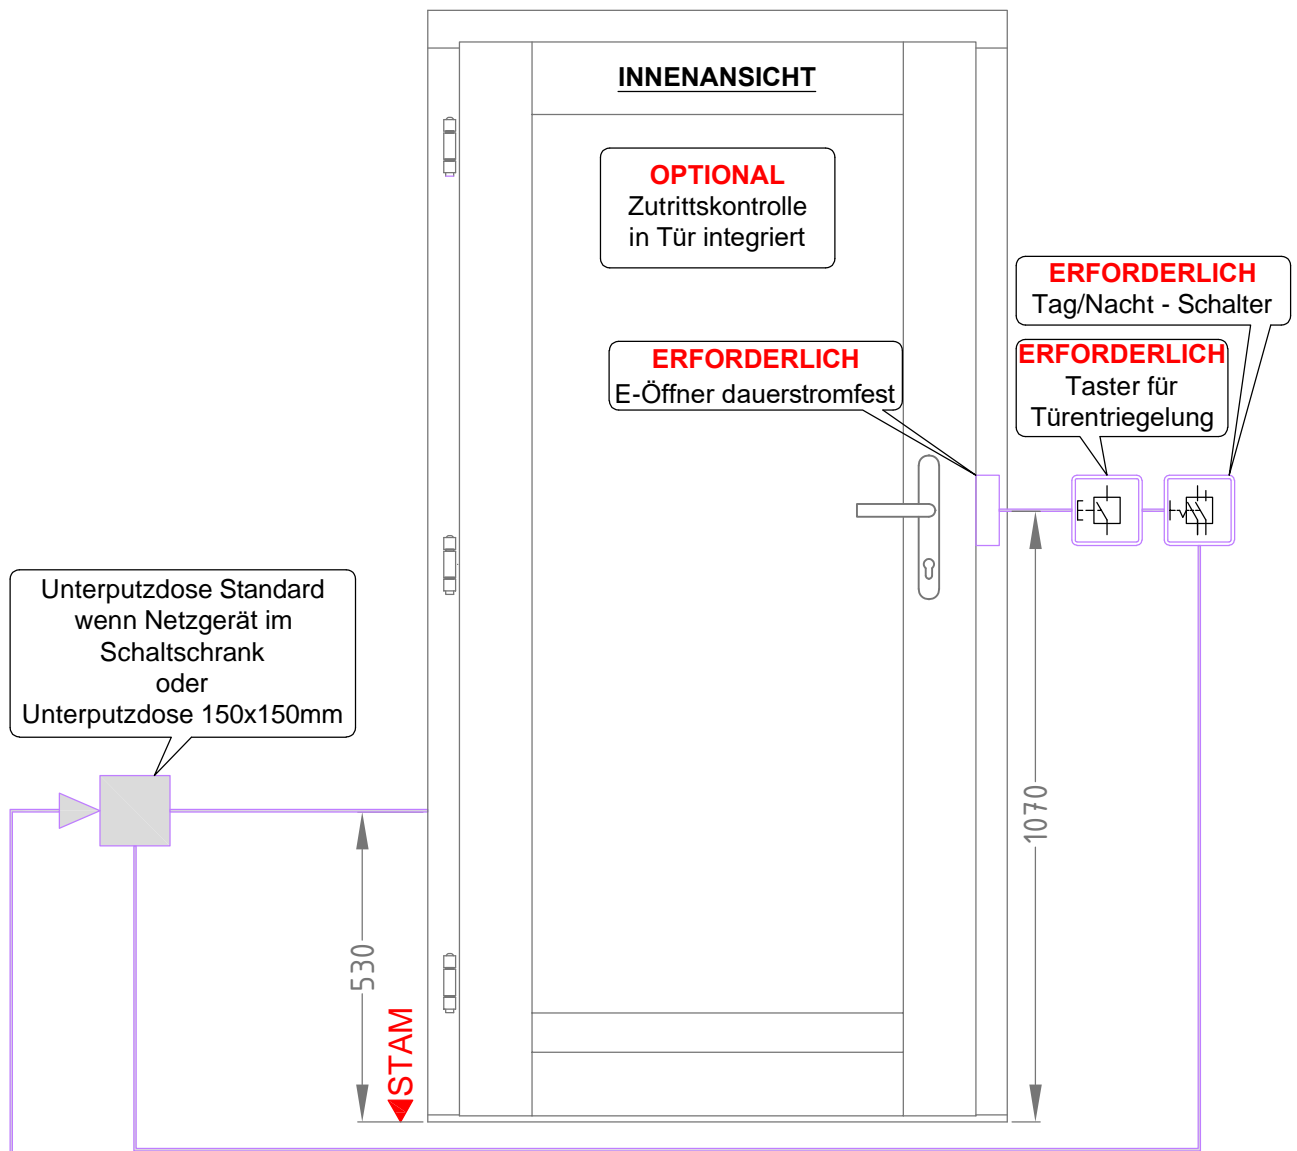 INNENANSICHT
OPTIONAL
Zutrittskontrolle
in Tür integriert
ERFORDERLICH
Tag/Nacht - Schalter
ERFORDERLICH
E-Öffner dauerstromfest
ERFORDERLICH
Taster für
Türentriegelung
Unterputzdose Standard
wenn Netzgerät im
Schaltschrank
oder
Unterputzdose 150x150mm
1070
530
STAM